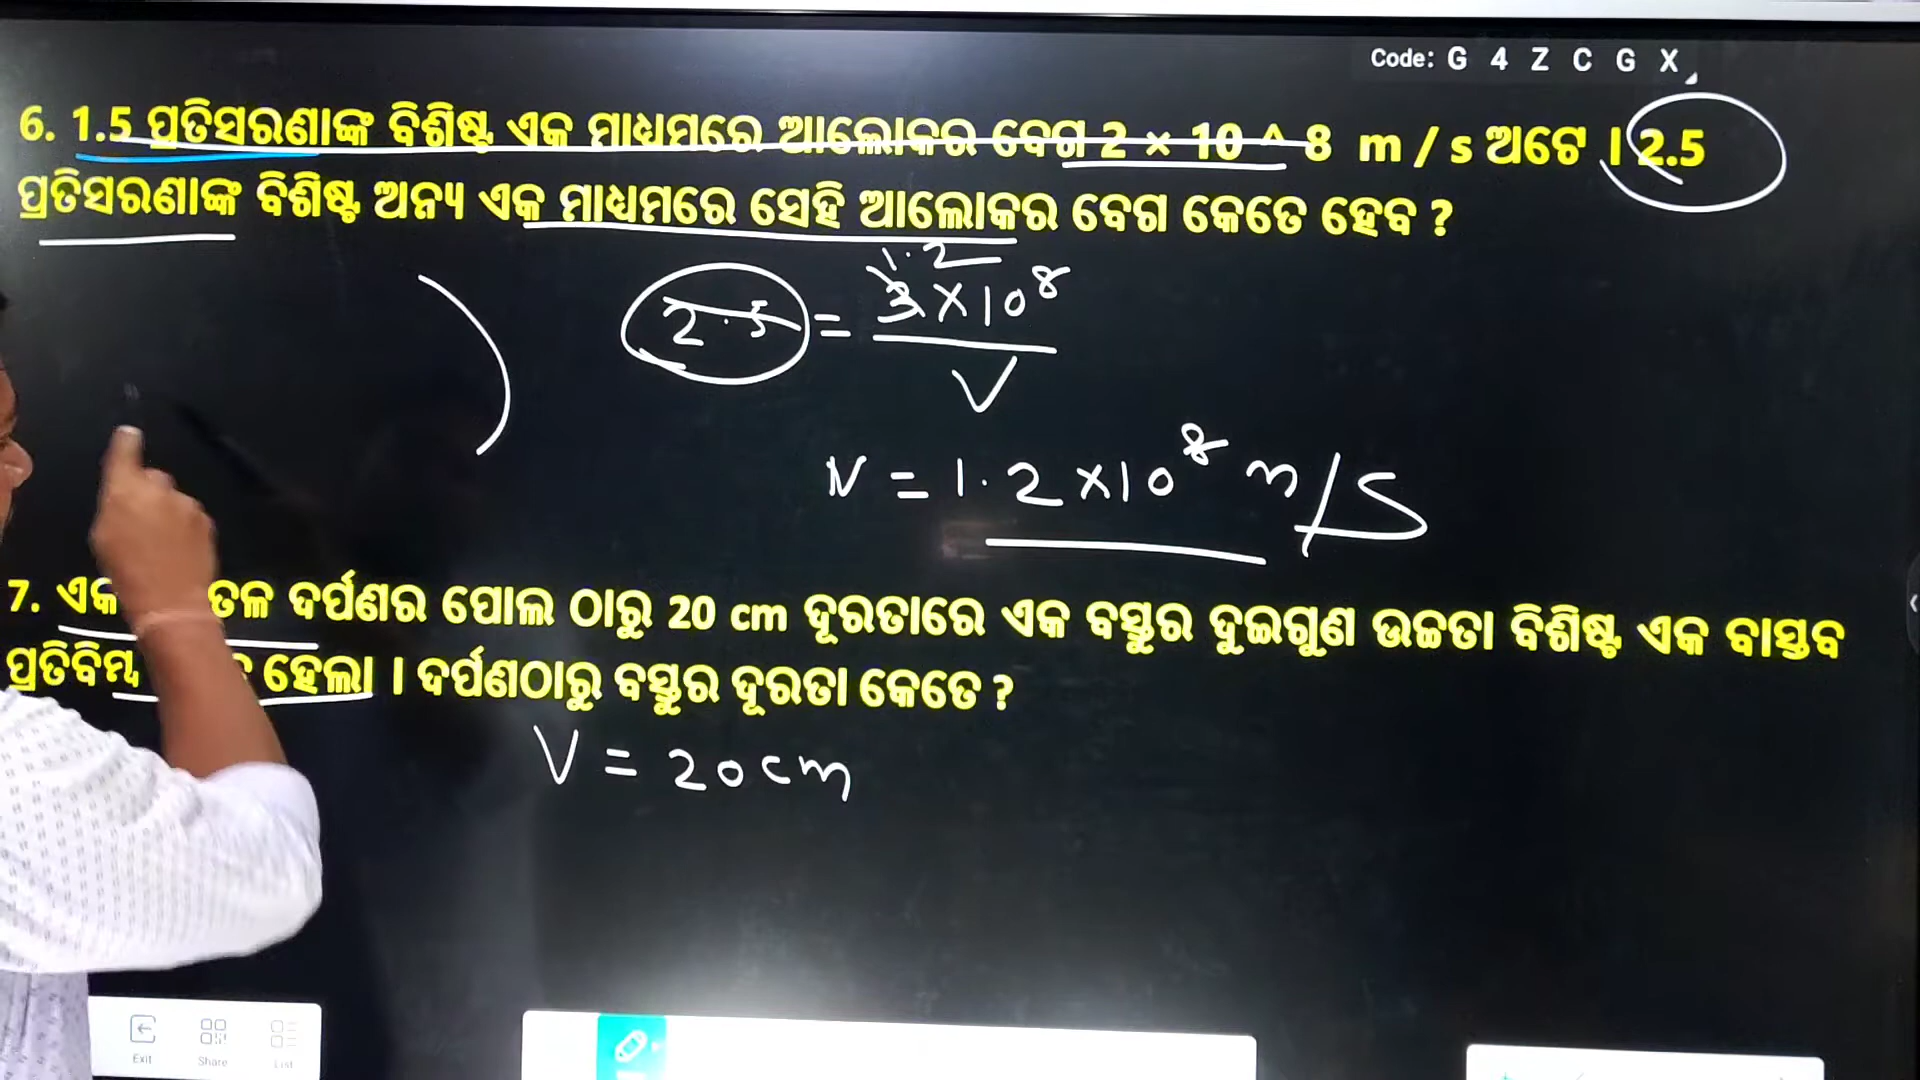 Code: G 4 Z C G X
6. 1.5 ପ୍ରତିସରଣାଙ୍କ ବିଶିଷ୍ଟ ଏକ ମାଧ୍ୟମରେ ଆଲୋକର ବେଗ 2 × 10 ^ 8 m / s ଅଟେ । 2.5
ପ୍ରତିସରଣାଙ୍କ ବିଶିଷ୍ଟ ଅନ୍ୟ ଏକ ମାଧ୍ୟମରେ ସେହି ଆଲୋକର ବେଗ କେତେ ହେବ ?
1.2
2.5 = 3×10⁸
V
V = 1.2×10⁸ m/s
7. ଏକ ଦର୍ପଣର ପୋଲ ଠାରୁ 20 cm ଦୂରତାରେ ଏକ ବସ୍ତୁର ଦୁଇଗୁଣ ଉଚ୍ଚତା ବିଶିଷ୍ଟ ଏକ ବାସ୍ତବ
ପ୍ରତିବିମ୍ବ ହେଲା । ଦର୍ପଣଠାରୁ ବସ୍ତୁର ଦୂରତା କେତେ ?
V = 20cm
Exit Share List